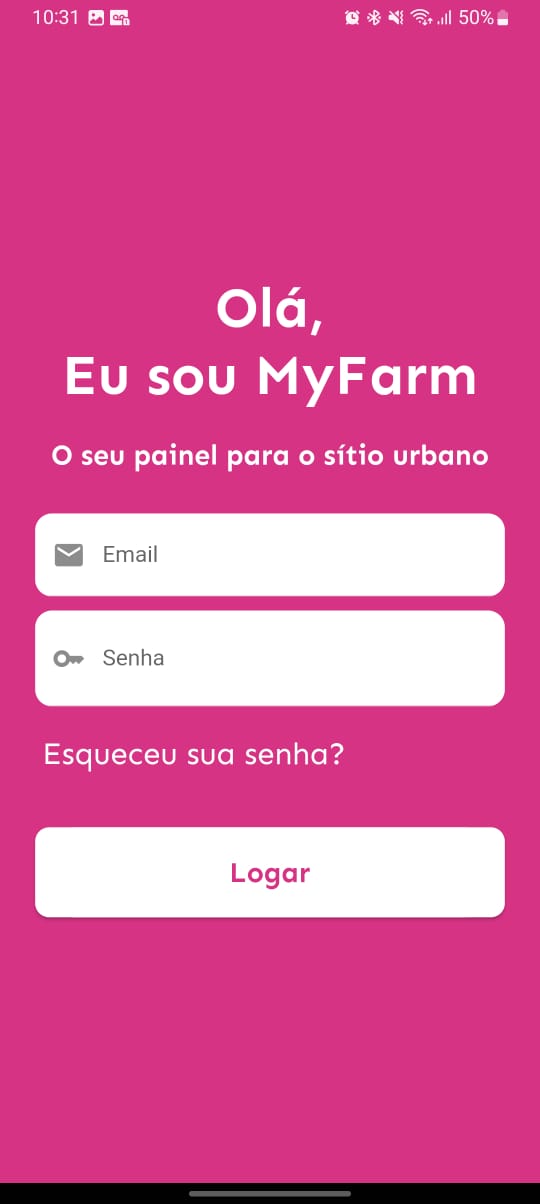 10:31 50%
Olá,
Eu sou MyFarm
O seu painel para o sítio urbano
Email
Senha
Esqueceu sua senha?
Logar